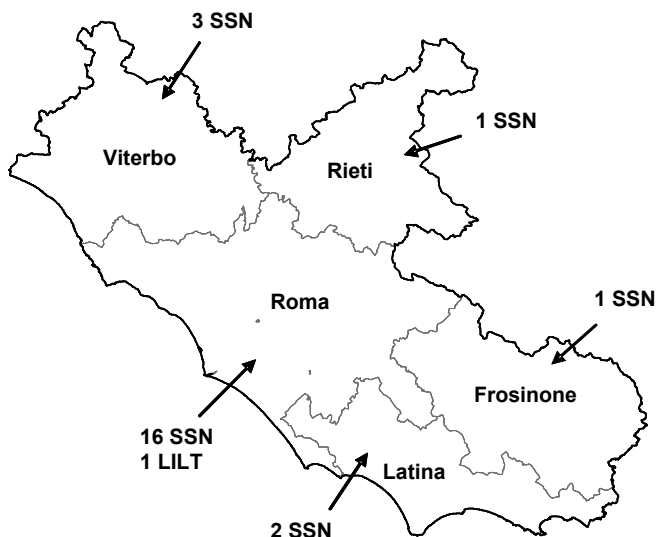 3 SSN
1 SSN
Viterbo
Rieti
Roma
1 SSN
Frosinone
16 SSN
1 LILT
Latina
2 SSN